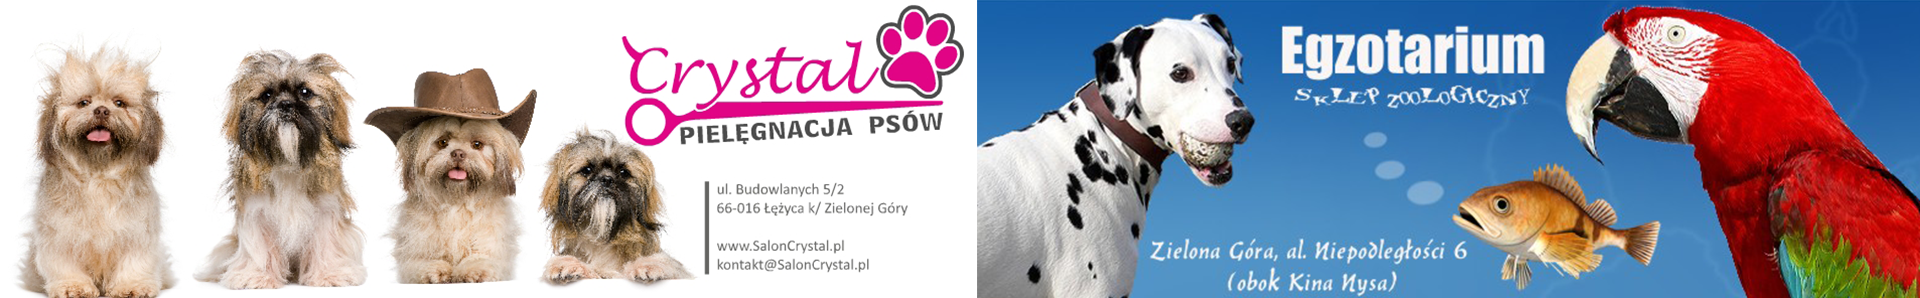 Crystal
PIELĘGNACJA PSÓW
ul. Budowlanych 5/2
66-016 Łężyca k/ Zielonej Góry
www.SalonCrystal.pl
kontakt@SalonCrystal.pl
Egzotarium
SKLEP ZOOLOGICZNY
Zielona Góra, al. Niepodległości 6
(obok Kina Nysa)